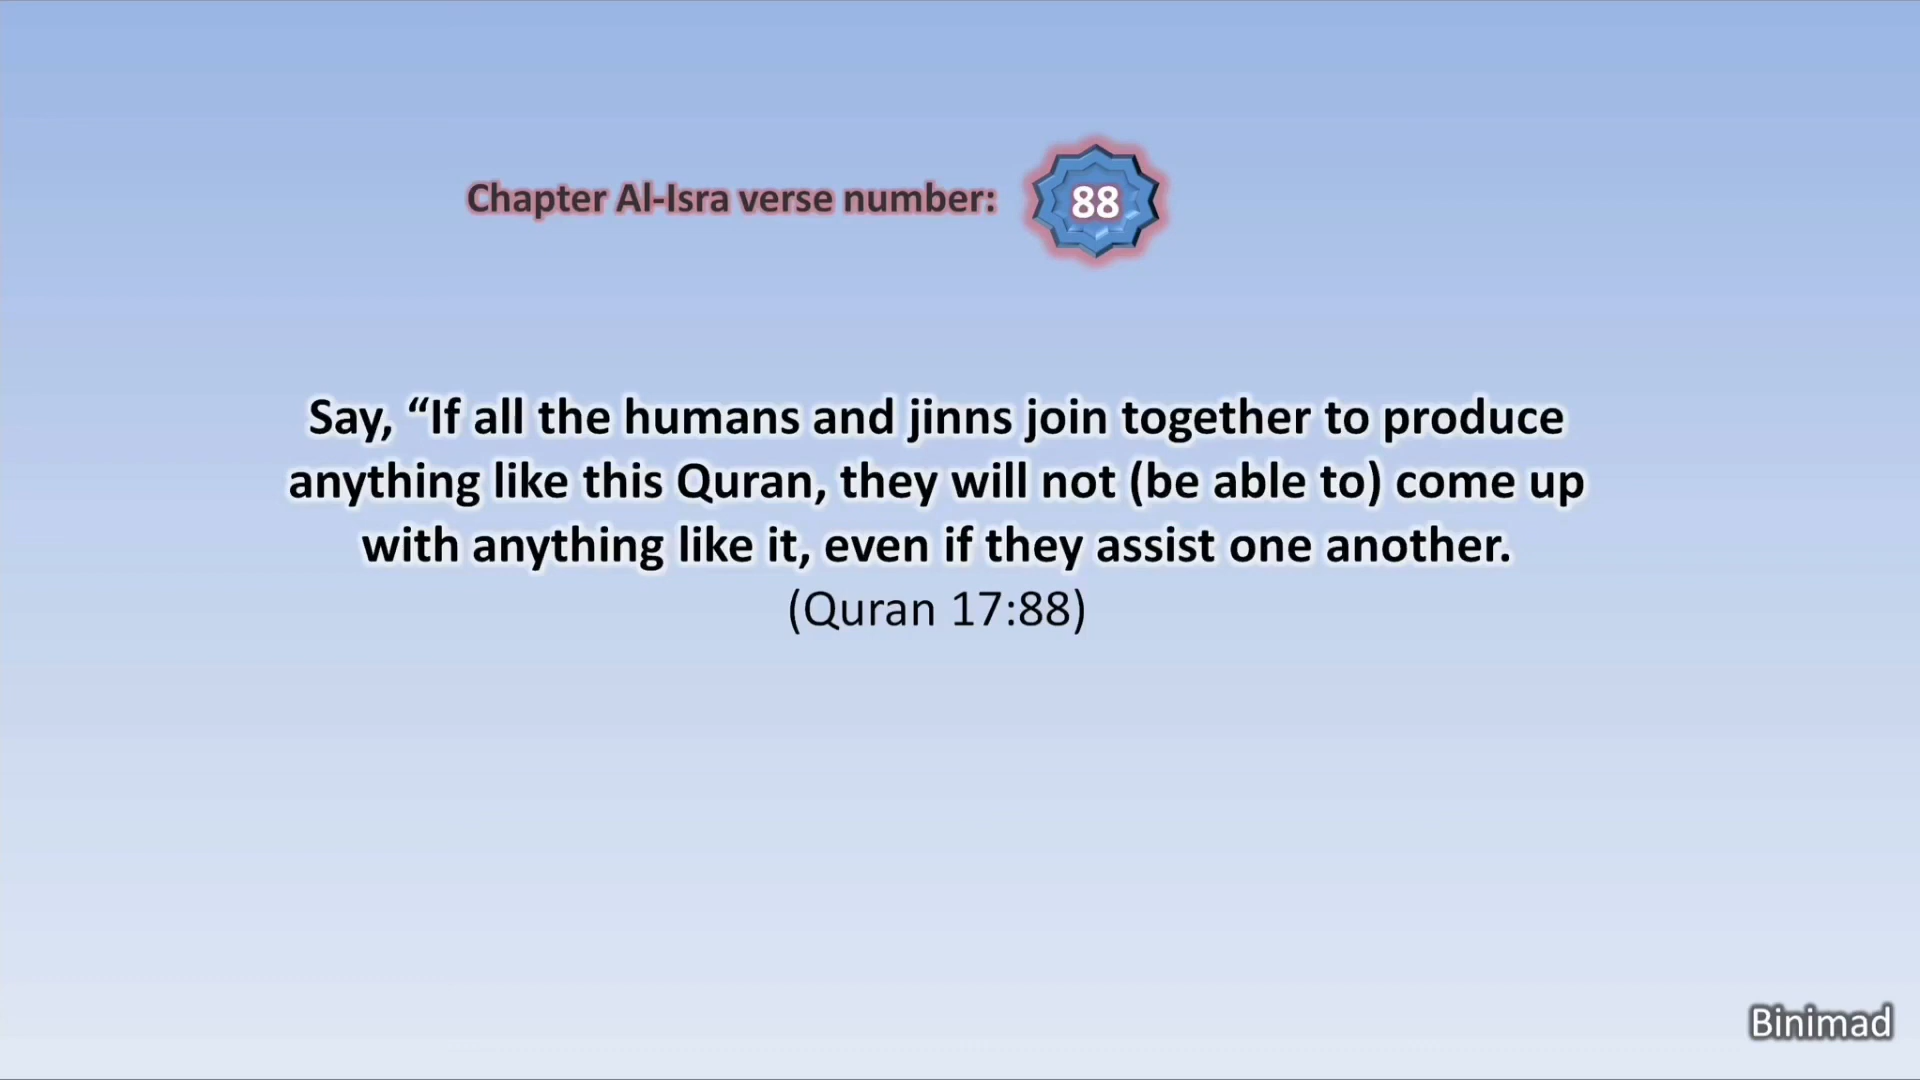 Chapter Al-Isra verse number: 88
Say, “If all the humans and jinns join together to produce
anything like this Quran, they will not (be able to) come up
with anything like it, even if they assist one another.
(Quran 17:88)
Binimad